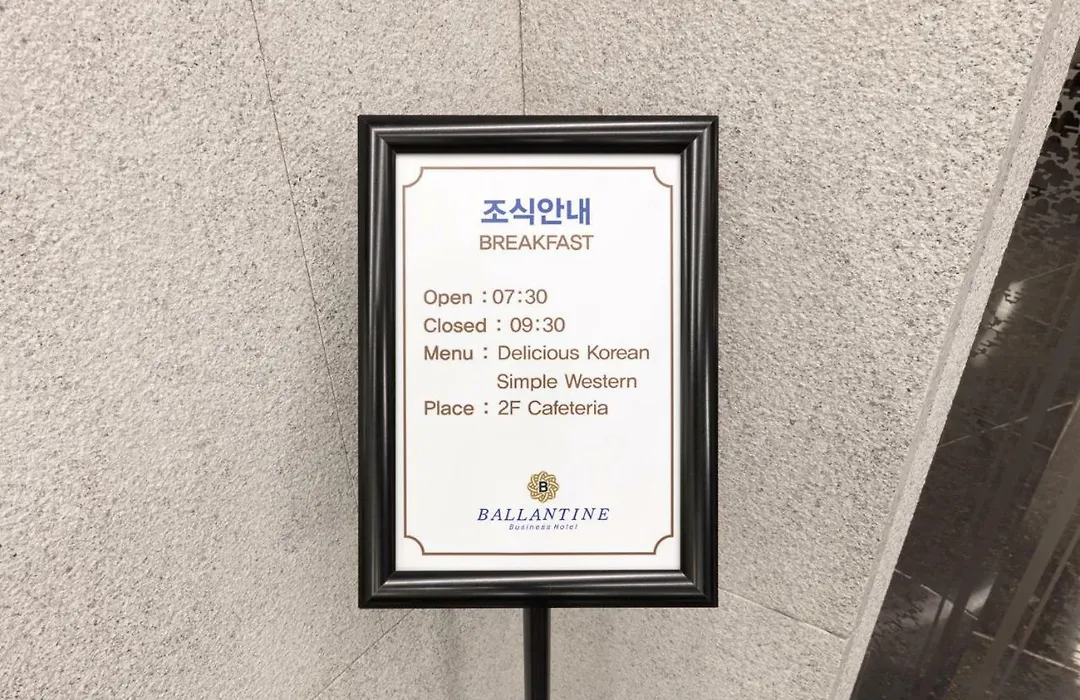 조식안내
BREAKFAST
Open : 07:30
Closed : 09:30
Menu : Delicious Korean
Simple Western
Place : 2F Cafeteria
B
BALLANTINE
Business Hotel